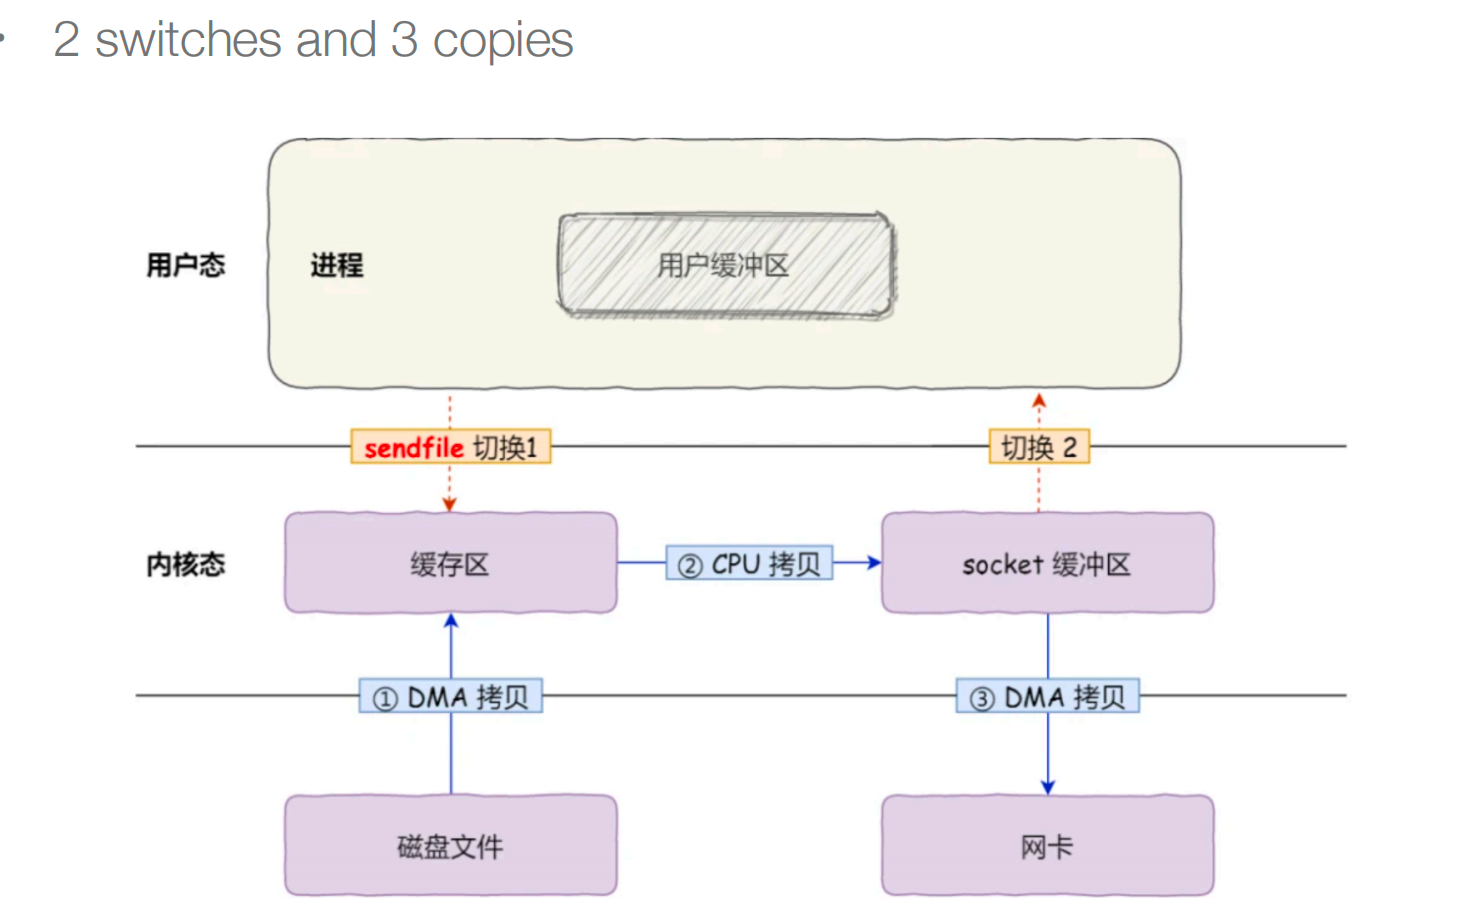 • 2 switches and 3 copies
用户态
进程
用户缓冲区
sendfile 切换1
切换 2
内核态
缓存区
② CPU 拷贝
socket 缓冲区
① DMA 拷贝
③ DMA 拷贝
磁盘文件
网卡